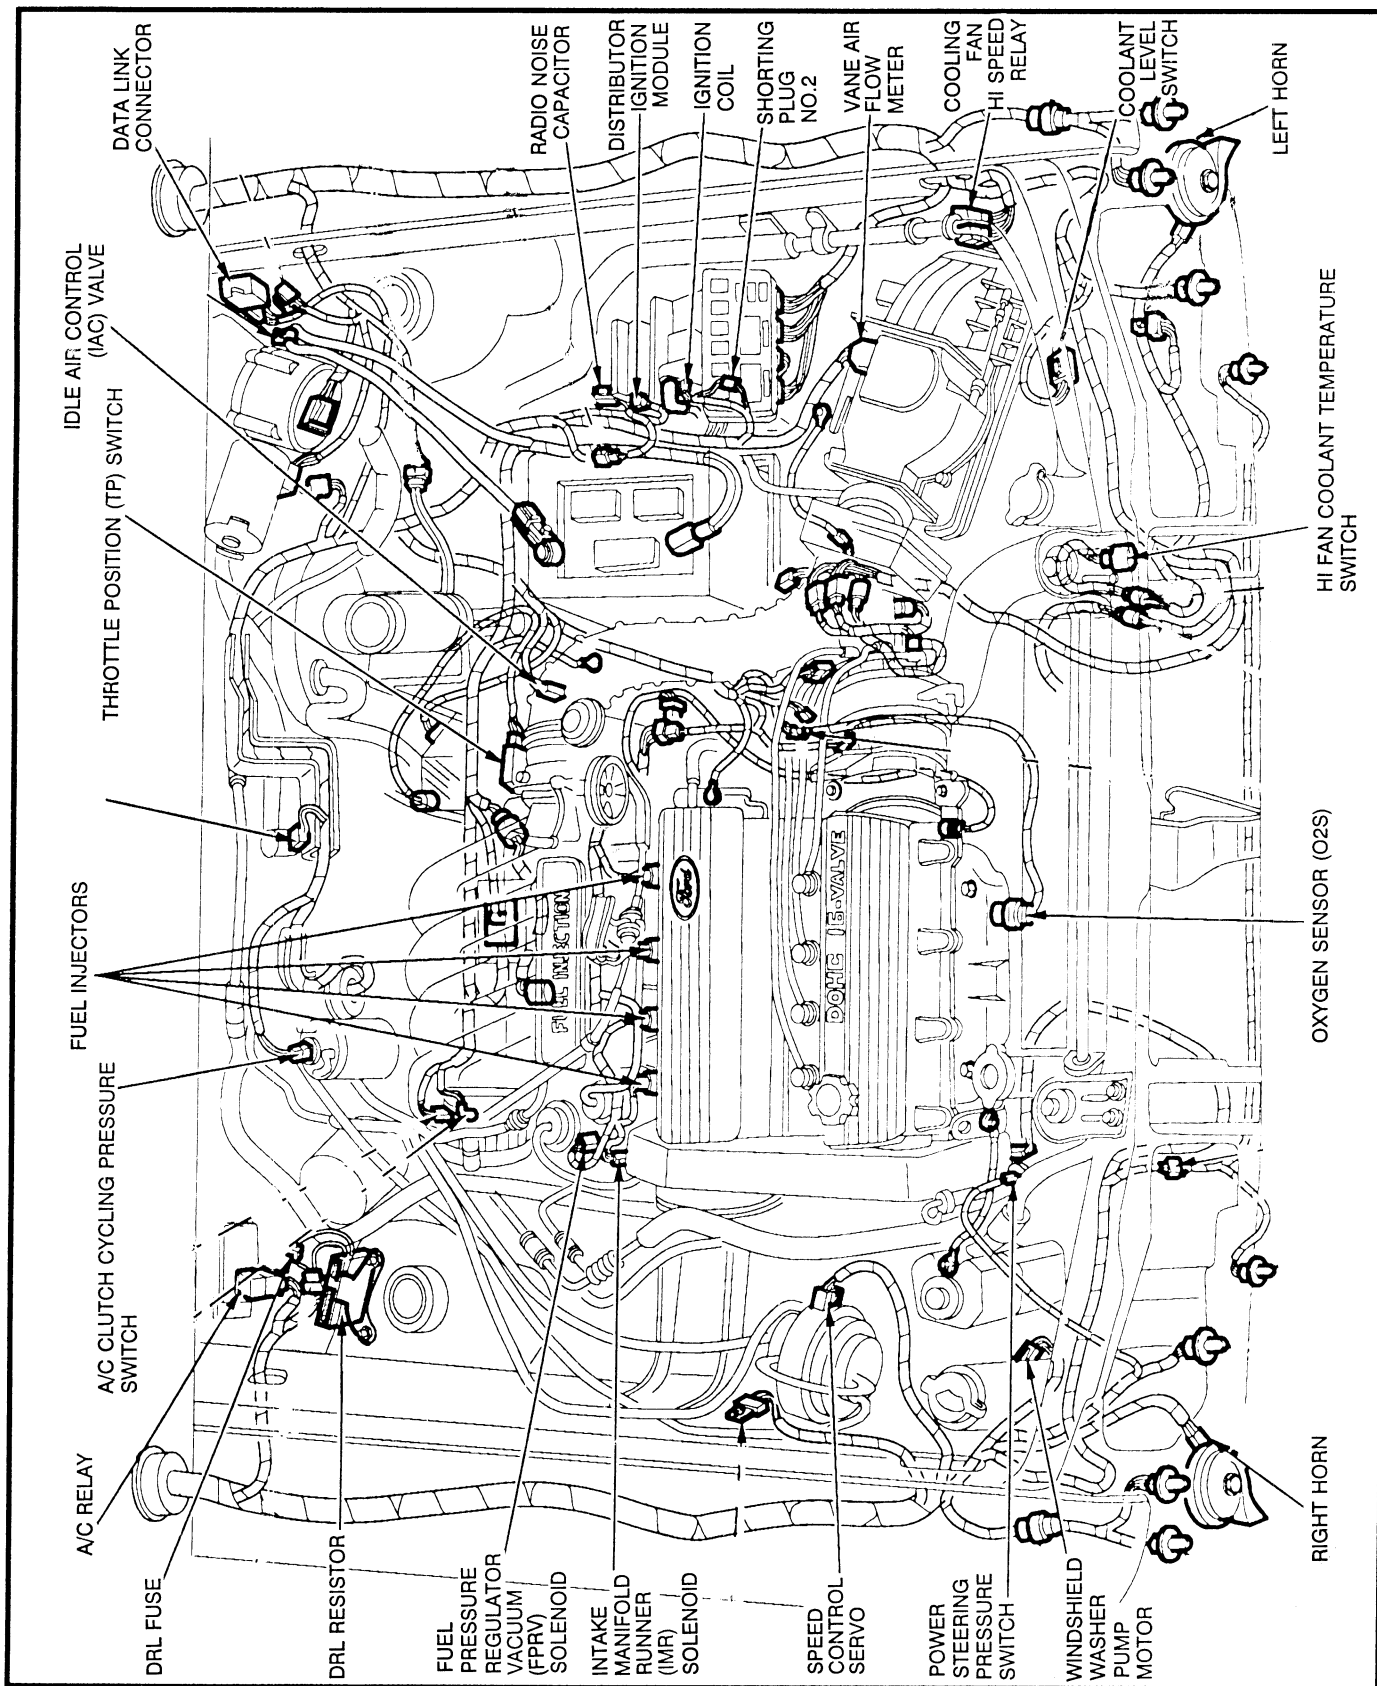 DATA LINK
CONNECTOR
IDLE AIR CONTROL
(IAC) VALVE
THROTTLE POSITION (TP) SWITCH
FUEL INJECTORS
A/C CLUTCH CYCLING PRESSURE
SWITCH
A/C RELAY
DRL FUSE
DRL RESISTOR
FUEL
PRESSURE
REGULATOR
VACUUM
(FPRV)
SOLENOID
INTAKE
MANIFOLD
RUNNER
(IMR)
SOLENOID
SPEED
CONTROL
SERVO
POWER
STEERING
PRESSURE
SWITCH
WINDSHIELD
WASHER
PUMP
MOTOR
RIGHT HORN
OXYGEN SENSOR (O2S)
HI FAN COOLANT TEMPERATURE
SWITCH
LEFT HORN
COOLANT
LEVEL
SWITCH
COOLING
FAN
HI SPEED
RELAY
VANE AIR
FLOW
METER
SHORTING
PLUG
NO.2
IGNITION
COIL
DISTRIBUTOR
IGNITION
MODULE
RADIO NOISE
CAPACITOR
FUEL INJECTION
Ford
DOHC 16-VALVE